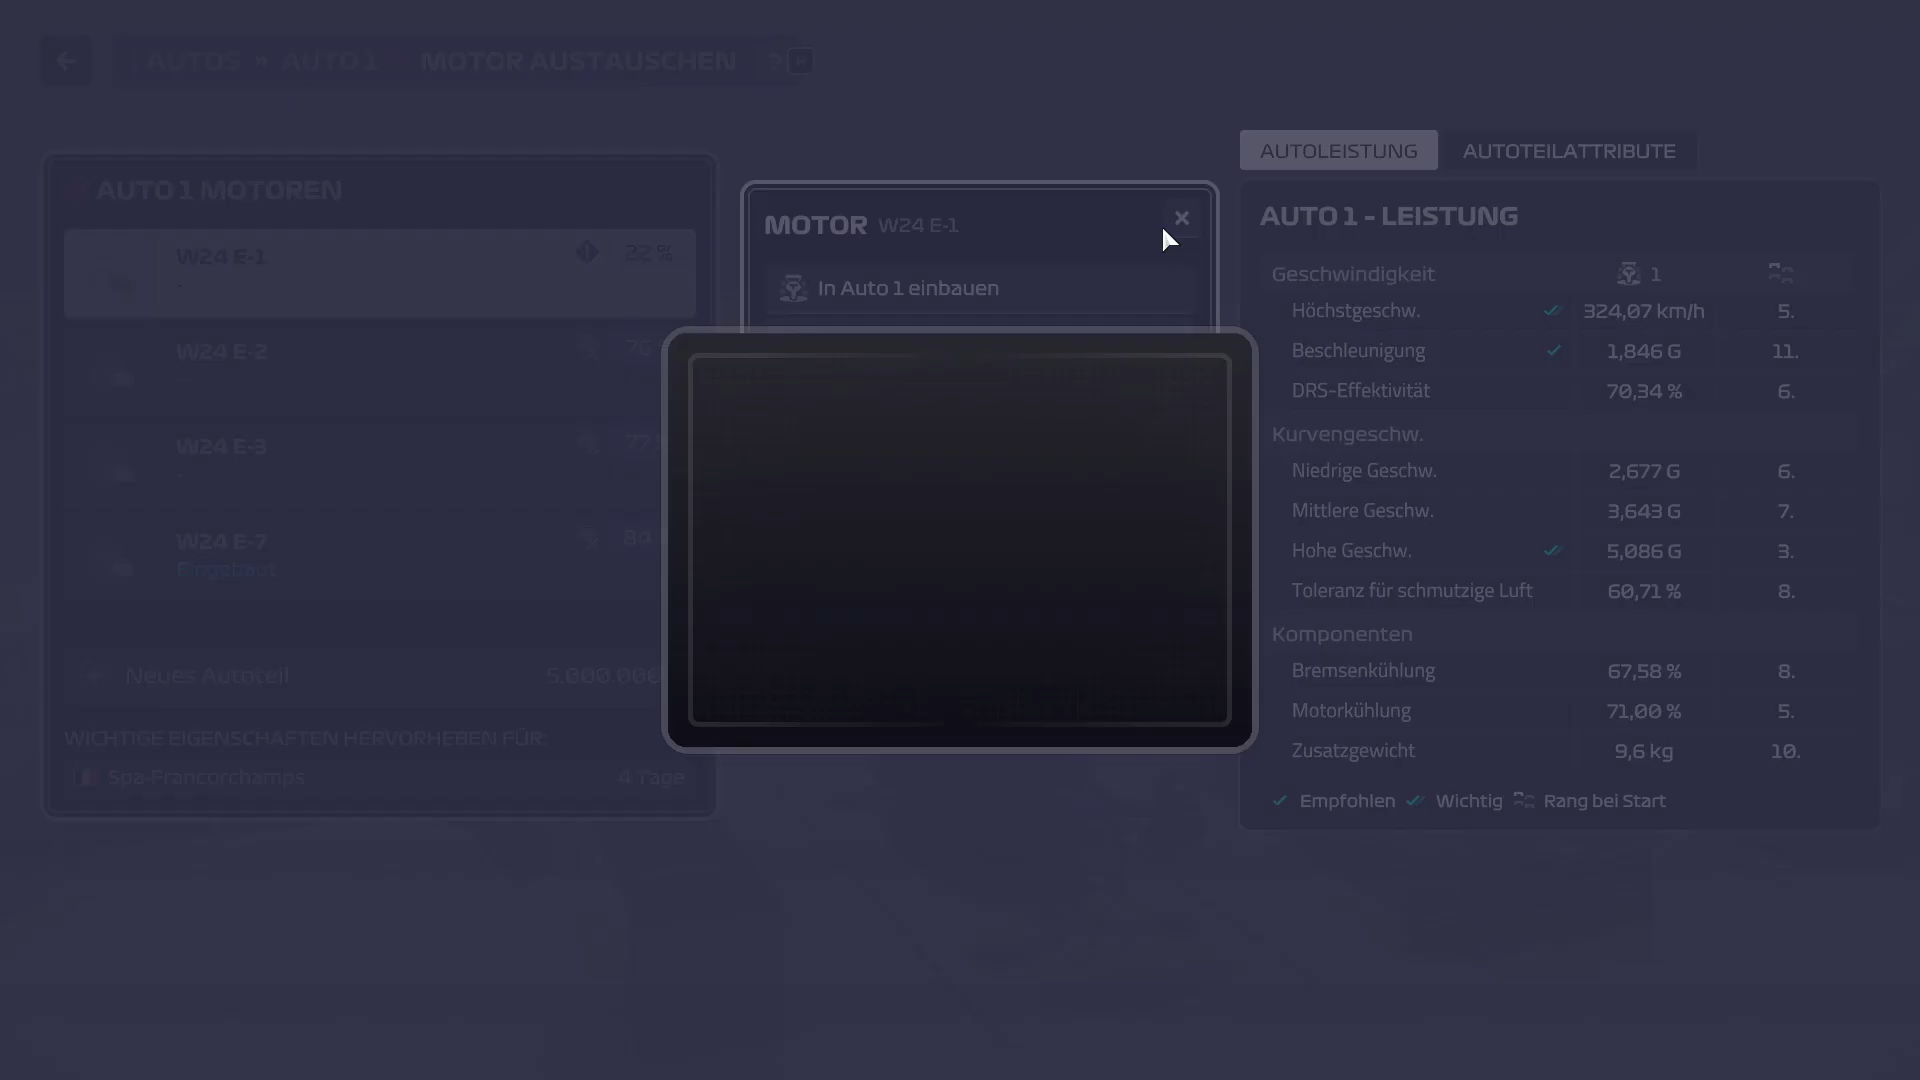 AUTOS » AUTO 1 MOTOR AUSTAUSCHEN
AUTO 1 MOTOREN
W24 E-1
22 %
-
W24 E-2
76
W24 E-3
77
-
W24 E-7
84
Eingebaut
Neues Autoteil
5.000.000
WICHTIGE EIGENSCHAFTEN HERVORHEBEN FÜR:
Spa-Francorchamps
4 Tage
MOTOR W24 E-1
In Auto 1 einbauen
AUTOLEISTUNG
AUTOTEILATTRIBUTE
AUTO 1 - LEISTUNG
Geschwindigkeit 1
Höchstgeschw. 324,07 km/h 5.
Beschleunigung 1,846 G 11.
DRS-Effektivität 70,34 % 6.
Kurvengeschw.
Niedrige Geschw. 2,677 G 6.
Mittlere Geschw. 3,643 G 7.
Hohe Geschw. 5,086 G 3.
Toleranz für schmutzige Luft 60,71 % 8.
Komponenten
Bremsenkühlung 67,58 % 8.
Motorkühlung 71,00 % 5.
Zusatzgewicht 9,6 kg 10.
Empfohlen Wichtig Rang bei Start